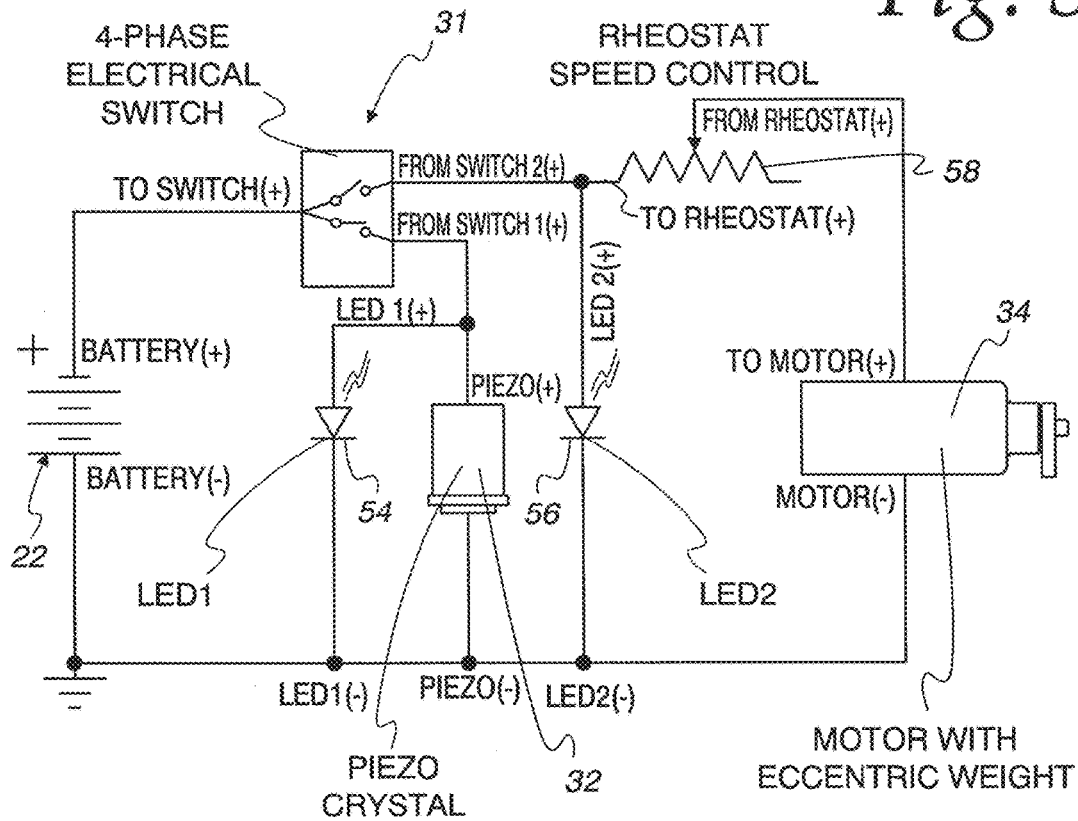 Fig.
31
4-PHASE
ELECTRICAL
SWITCH
RHEOSTAT
SPEED CONTROL
FROM RHEOSTAT(+)
58
FROM SWITCH 2(+)
TO SWITCH(+)
TO RHEOSTAT(+)
FROM SWITCH 1(+)
LED 2(+)
LED 1(+)
34
+
BATTERY(+)
TO MOTOR(+)
PIEZO(+)
BATTERY(-)
MOTOR(-)
54
56
22
LED1
LED2
LED1(-)
PIEZO(-)
LED2(-)
PIEZO
CRYSTAL
32
MOTOR WITH
ECCENTRIC WEIGHT